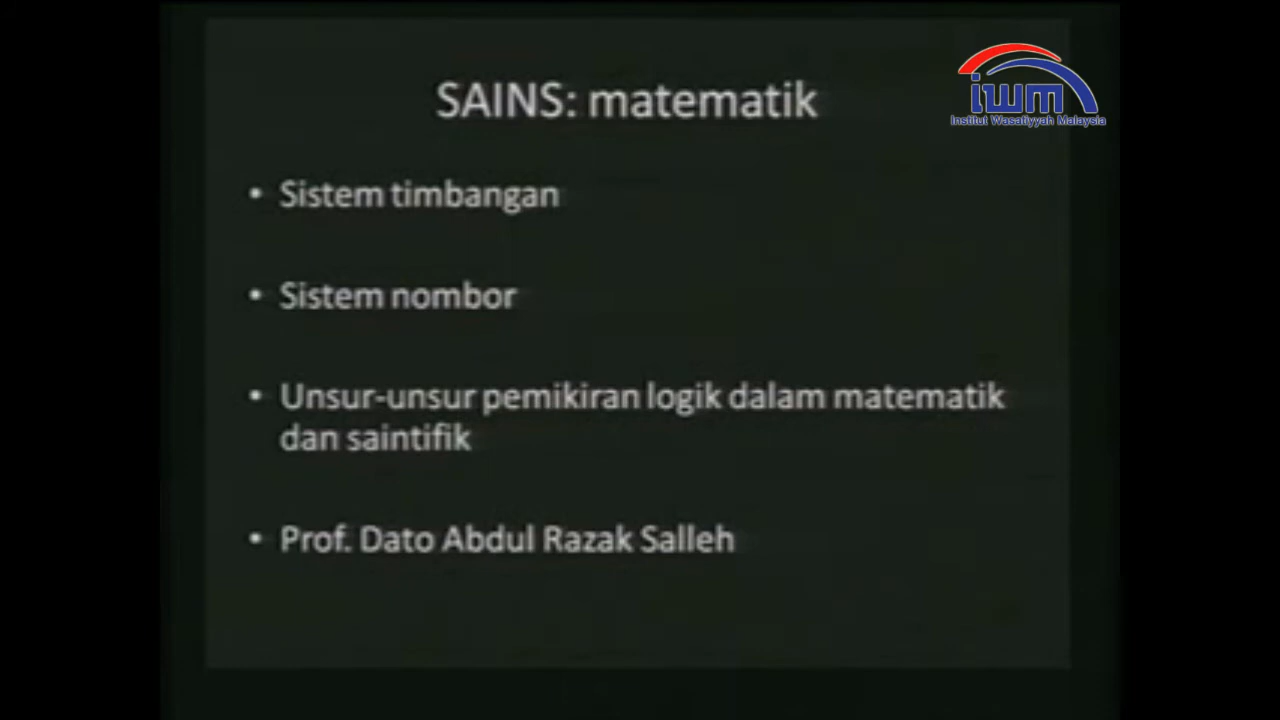 SAINS: matematik
iwm
Institut Wasatiyyah Malaysia
• Sistem timbangan
• Sistem nombor
• Unsur-unsur pemikiran logik dalam matematik
dan saintifik
• Prof. Dato Abdul Razak Salleh